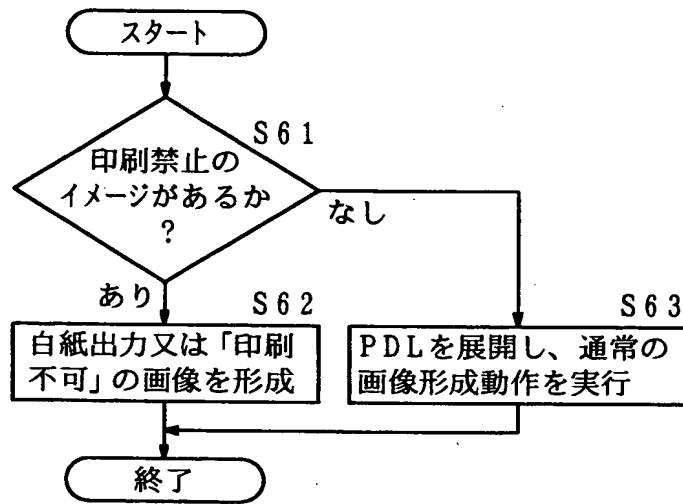 スタート
S61
印刷禁止の
イメージがあるか
?
なし
あり
S62
S63
白紙出力又は「印刷
不可」の画像を形成
PDLを展開し、通常の
画像形成動作を実行
終了